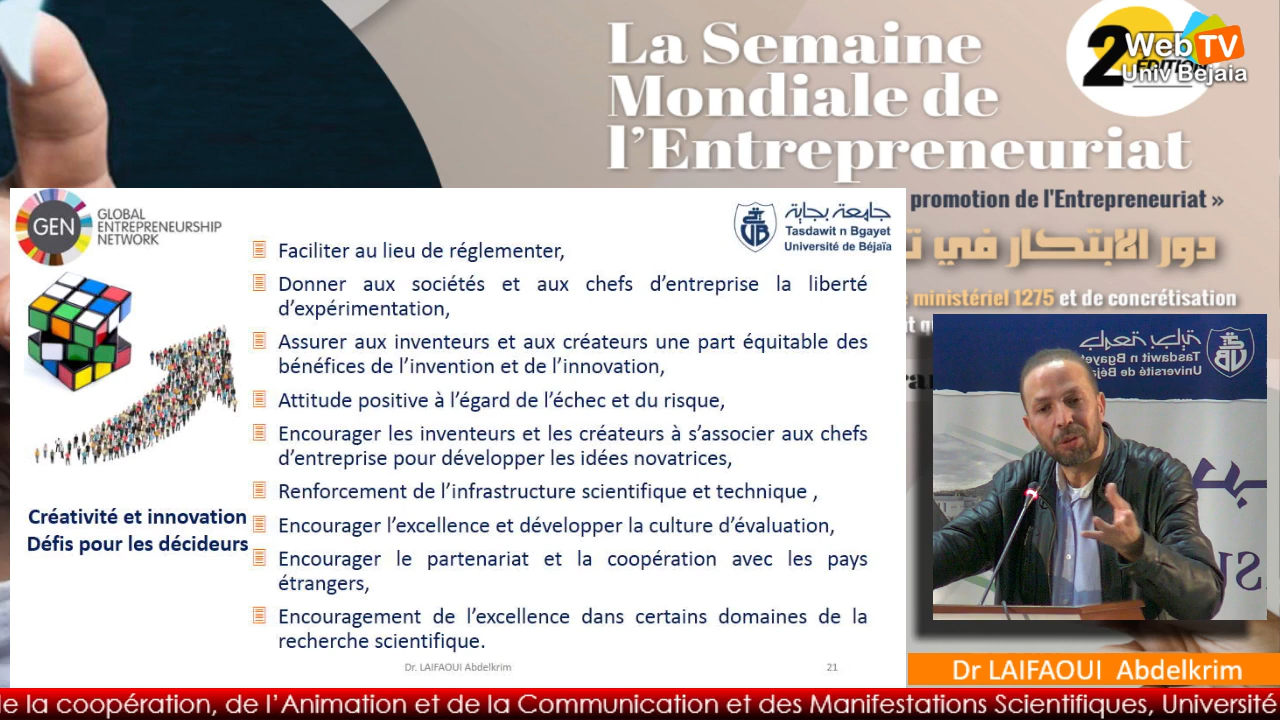 La Semaine
Mondiale de
l'Entrepreneuriat
2
ÉDITION
Web TV
Univ Bejaia
promotion de l'Entrepreneuriat »
دور الابتكار في
ministériel 1275 et de concrétisation
GEN
GLOBAL
ENTREPRENEURSHIP
NETWORK
جامعة بجاية
Tasdawit n Bgayet
Université de Béjaïa
Faciliter au lieu de réglementer,
Donner aux sociétés et aux chefs d'entreprise la liberté
d'expérimentation,
Assurer aux inventeurs et aux créateurs une part équitable des
bénéfices de l'invention et de l'innovation,
Attitude positive à l'égard de l'échec et du risque,
Encourager les inventeurs et les créateurs à s'associer aux chefs
d'entreprise pour développer les idées novatrices,
Renforcement de l'infrastructure scientifique et technique ,
Encourager l'excellence et développer la culture d'évaluation,
Encourager le partenariat et la coopération avec les pays
étrangers,
Encouragement de l'excellence dans certains domaines de la
recherche scientifique.
Créativité et innovation
Défis pour les décideurs
Dr. LAIFAOUI Abdelkrim
21
Tasdawit n Bgayet
Université de Béja
Dr LAIFAOUI Abdelkrim
de la coopération, de l'Animation et de la Communication et des Manifestations Scientifiques, Université